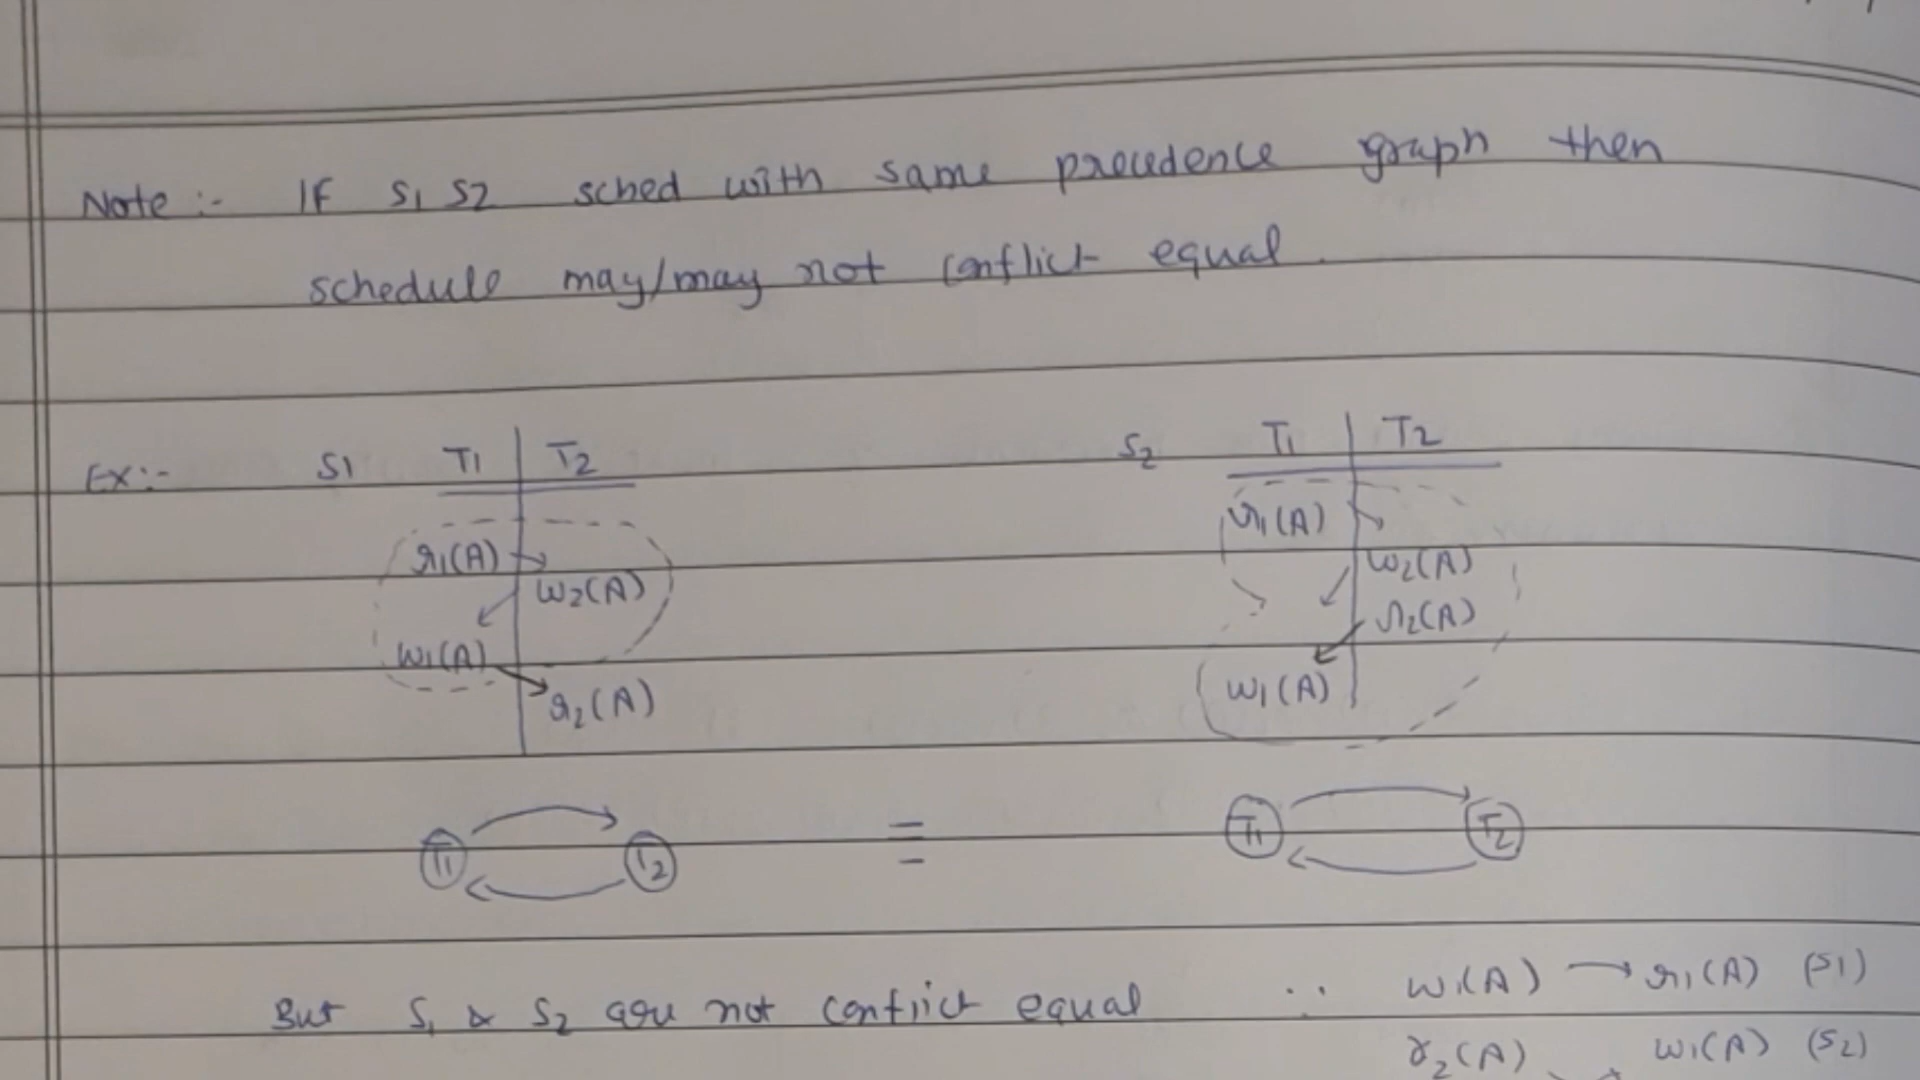 Note :- If S1 S2 sched with same precedence graph then
schedule may/may not conflict equal.
Ex:- S1 T1 T2 S2 T1 T2
r1(A) r1(A)
w2(A) w2(A)
w1(A) r2(A)
r2(A) w1(A)
T1 T2 = T1 T2
But S1 & S2 are not conflict equal ∵ w1(A) → r1(A) (S1)
r2(A) → w1(A) (S2)